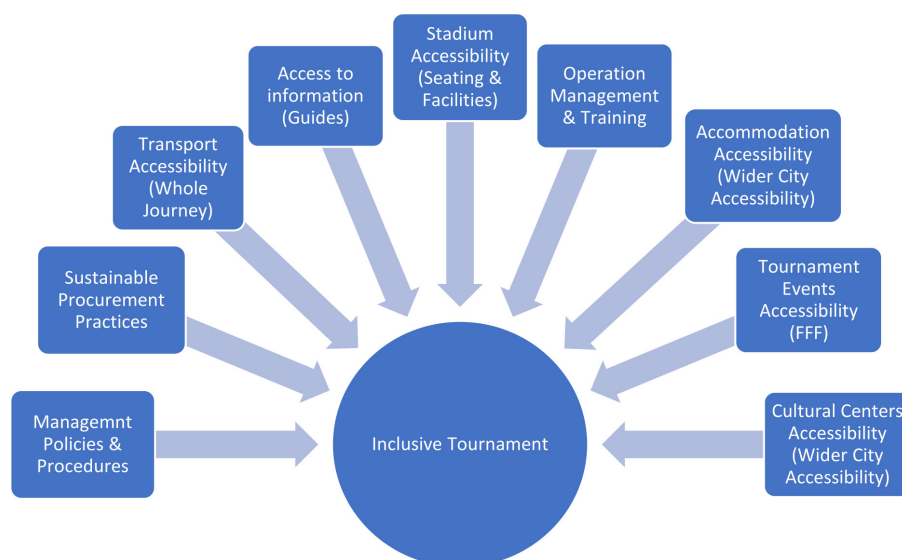 Stadium
Accessibility
(Seating &
Facilities)
Access to
information
(Guides)
Operation
Management
& Training
Transport
Accessibility
(Whole
Journey)
Accommodation
Accessibility
(Wider City
Accessibility)
Sustainable
Procurement
Practices
Tournament
Events
Accessibility
(FFF)
Managemnt
Policies &
Procedures
Inclusive Tournament
Cultural Centers
Accessibility
(Wider City
Accessibility)